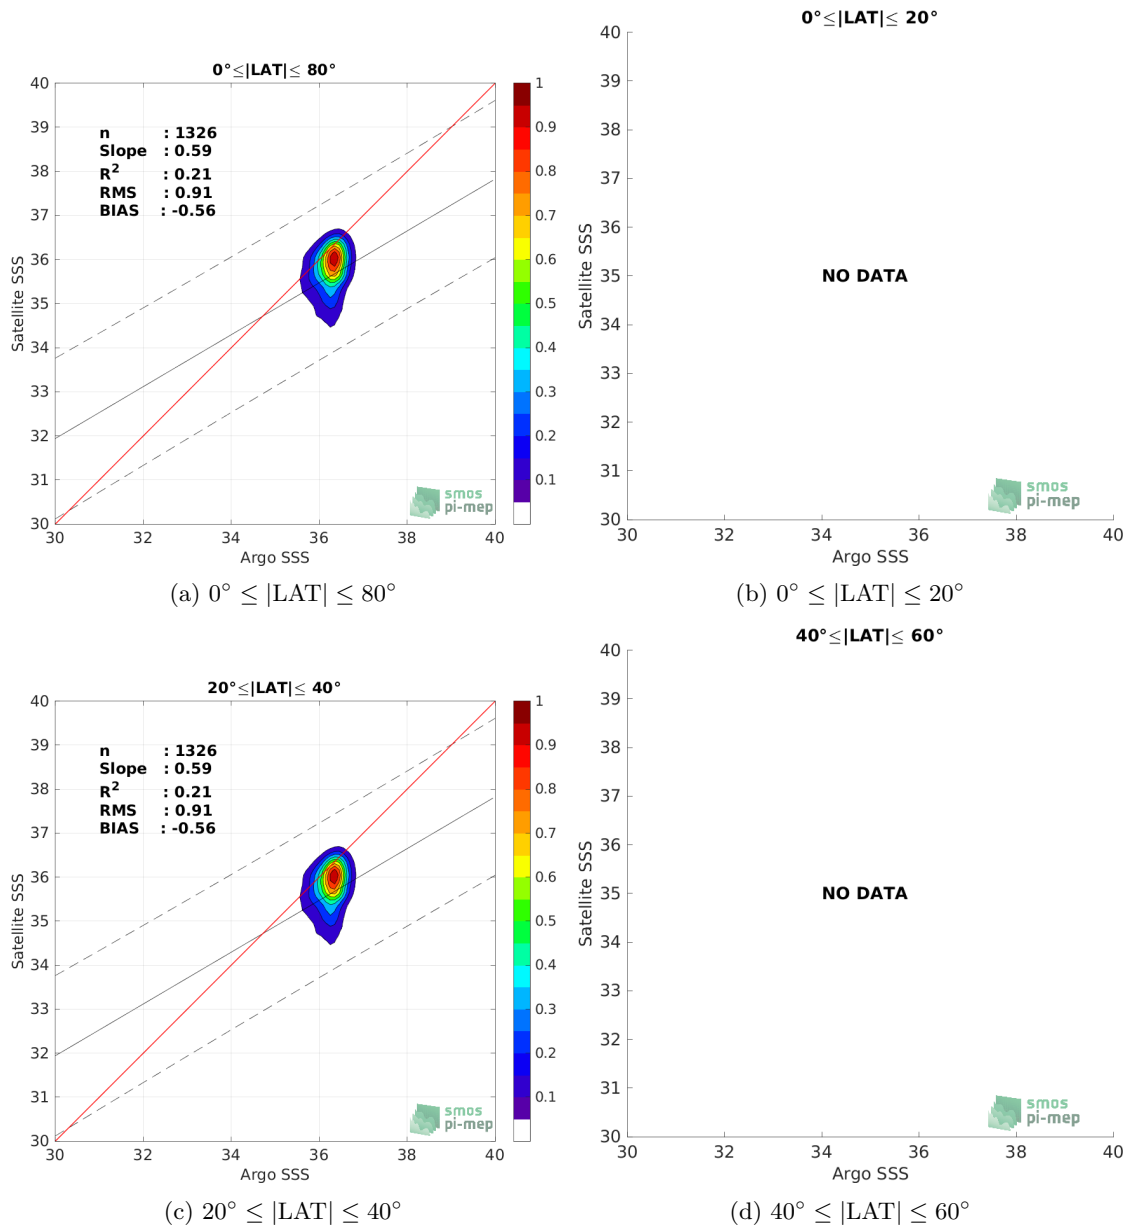 0°≤|LAT|≤ 80°
n : 1326
Slope : 0.59
R² : 0.21
RMS : 0.91
BIAS : -0.56
40
39
38
37
36
35
34
33
32
31
30
30 32 34 36 38 40
Satellite SSS
Argo SSS
1
0.9
0.8
0.7
0.6
0.5
0.4
0.3
0.2
0.1
smos
pi-mep
(a) 0° ≤ |LAT| ≤ 80°
0°≤|LAT|≤ 20°
40
39
38
37
36
35
34
33
32
31
30
30 32 34 36 38 40
Satellite SSS
Argo SSS
NO DATA
smos
pi-mep
(b) 0° ≤ |LAT| ≤ 20°
20°≤|LAT|≤ 40°
n : 1326
Slope : 0.59
R² : 0.21
RMS : 0.91
BIAS : -0.56
40
39
38
37
36
35
34
33
32
31
30
30 32 34 36 38 40
Satellite SSS
Argo SSS
1
0.9
0.8
0.7
0.6
0.5
0.4
0.3
0.2
0.1
smos
pi-mep
(c) 20° ≤ |LAT| ≤ 40°
40°≤|LAT|≤ 60°
40
39
38
37
36
35
34
33
32
31
30
30 32 34 36 38 40
Satellite SSS
Argo SSS
NO DATA
smos
pi-mep
(d) 40° ≤ |LAT| ≤ 60°